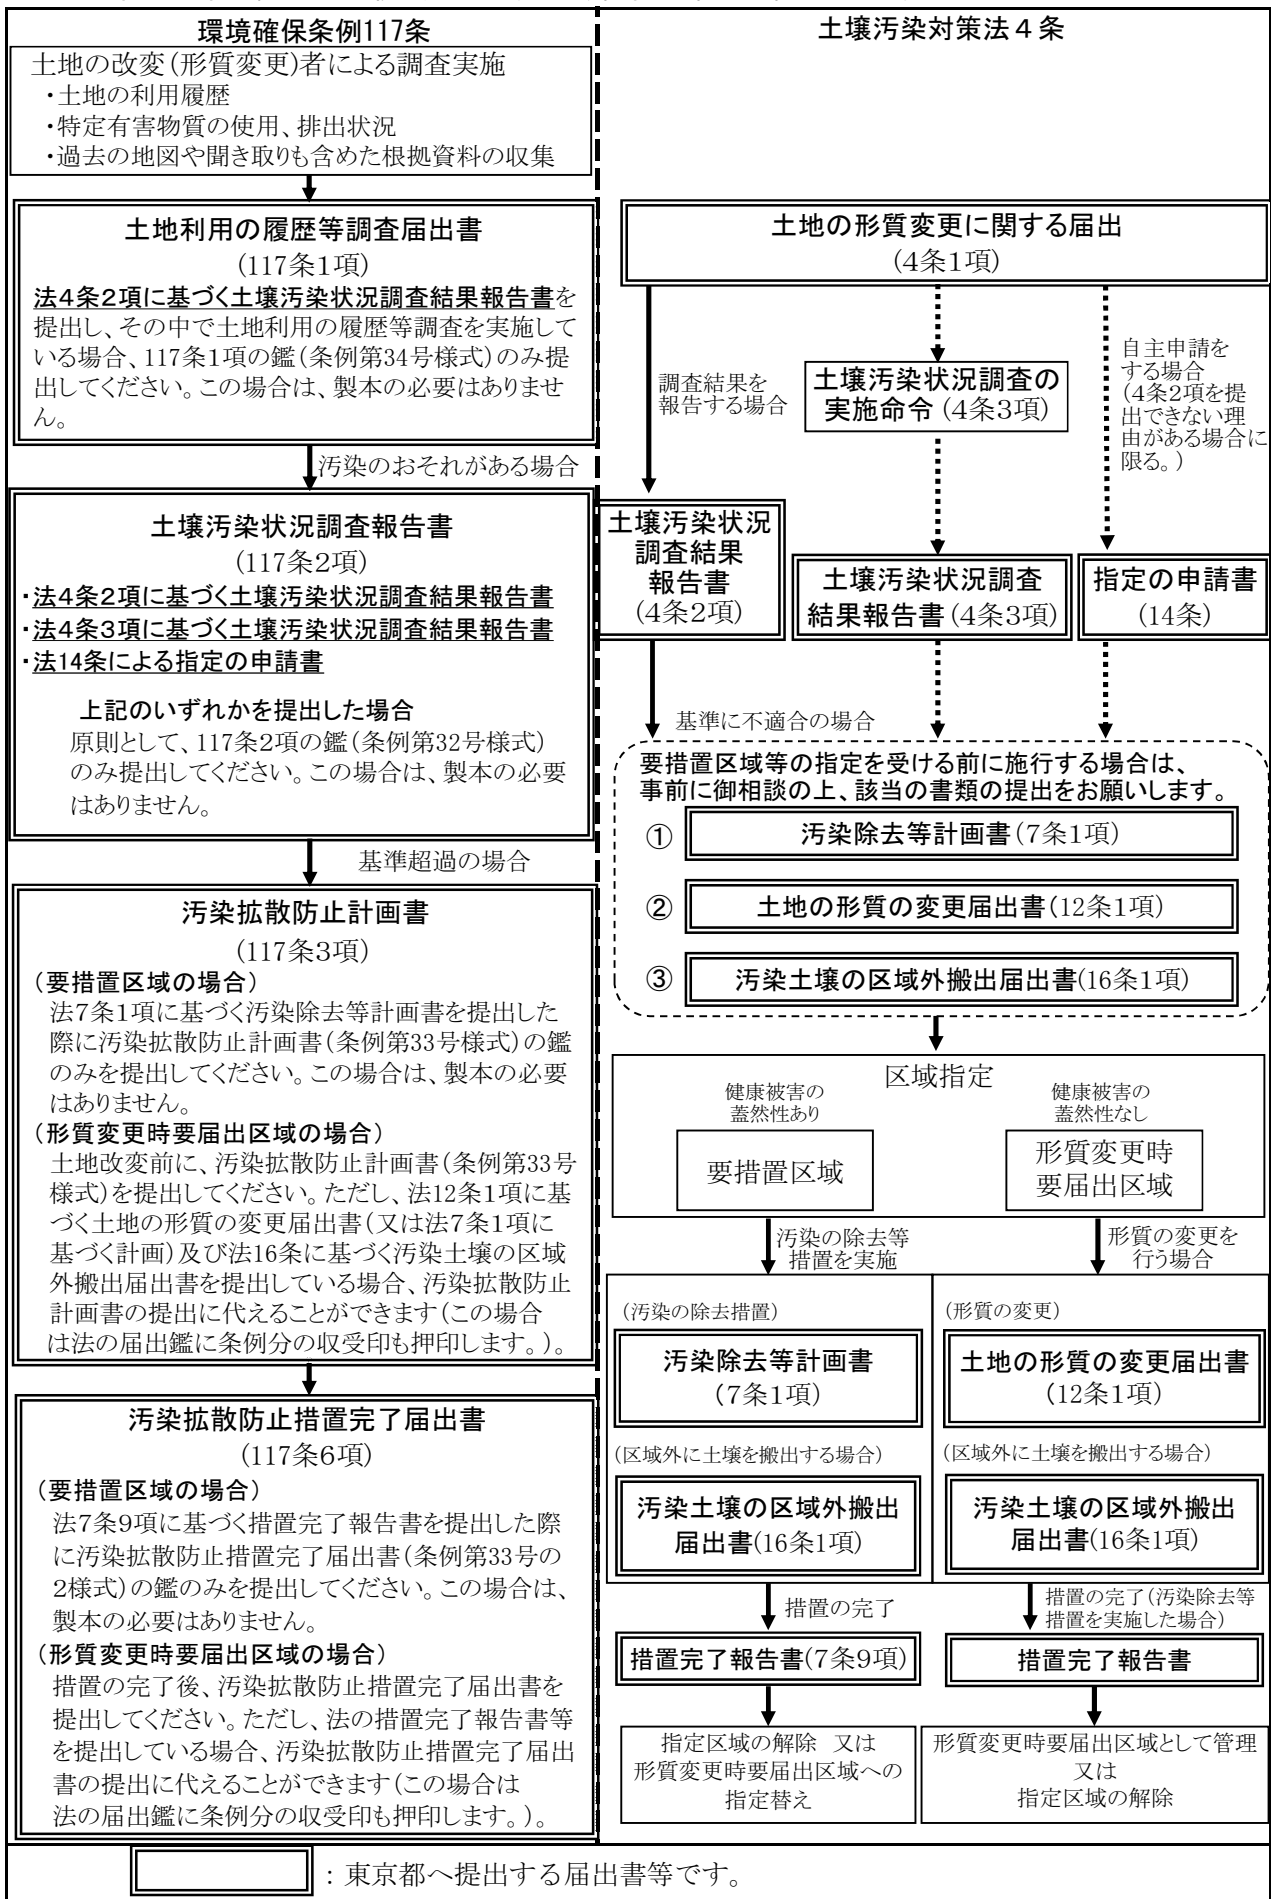 環境確保条例117条
土地の改変(形質変更)者による調査実施
・土地の利用履歴
・特定有害物質の使用、排出状況
・過去の地図や聞き取りも含めた根拠資料の収集
土地利用の履歴等調査届出書
(117条1項)
法4条2項に基づく土壌汚染状況調査結果報告書を
提出し、その中で土地利用の履歴等調査を実施して
いる場合、117条1項の鑑(条例第34号様式)のみ提
出してください。この場合は、製本の必要はありませ
ん。
汚染のおそれがある場合
土壌汚染状況調査報告書
(117条2項)
・法4条2項に基づく土壌汚染状況調査結果報告書
・法4条3項に基づく土壌汚染状況調査結果報告書
・法14条による指定の申請書
上記のいずれかを提出した場合
原則として、117条2項の鑑(条例第32号様式)
のみ提出してください。この場合は、製本の必要
はありません。
基準超過の場合
汚染拡散防止計画書
(117条3項)
(要措置区域の場合)
法7条1項に基づく汚染除去等計画書を提出した
際に汚染拡散防止計画書(条例第33号様式)の鑑
のみを提出してください。この場合は、製本の必要
はありません。
(形質変更時要届出区域の場合)
土地改変前に、汚染拡散防止計画書(条例第33号
様式)を提出してください。ただし、法12条1項に基
づく土地の形質の変更届出書(又は法7条1項に
基づく計画)及び法16条に基づく汚染土壌の区域
外搬出届出書を提出している場合、汚染拡散防止
計画書の提出に代えることができます(この場合
は法の届出鑑に条例分の収受印も押印します。)。
汚染拡散防止措置完了届出書
(117条6項)
(要措置区域の場合)
法7条9項に基づく措置完了報告書を提出した際
に汚染拡散防止措置完了届出書(条例第33号の
2様式)の鑑のみを提出してください。この場合は、
製本の必要はありません。
(形質変更時要届出区域の場合)
措置の完了後、汚染拡散防止措置完了届出書を
提出してください。ただし、法の措置完了報告書等
を提出している場合、汚染拡散防止措置完了届出
書の提出に代えることができます(この場合は
法の届出鑑に条例分の収受印も押印します。)。
土壌汚染対策法4条
土地の形質変更に関する届出
(4条1項)
調査結果を
報告する場合
土壌汚染状況調査の
実施命令(4条3項)
自主申請を
する場合
(4条2項を提
出できない理
由がある場合に
限る。)
土壌汚染状況
調査結果
報告書
(4条2項)
土壌汚染状況調査
結果報告書(4条3項)
指定の申請書
(14条)
基準に不適合の場合
要措置区域等の指定を受ける前に施行する場合は、
事前に御相談の上、該当の書類の提出をお願いします。
① 汚染除去等計画書(7条1項)
② 土地の形質の変更届出書(12条1項)
③ 汚染土壌の区域外搬出届出書(16条1項)
区域指定
健康被害の
蓋然性あり
要措置区域
健康被害の
蓋然性なし
形質変更時
要届出区域
汚染の除去等
措置を実施
形質の変更を
行う場合
(汚染の除去措置)
汚染除去等計画書
(7条1項)
(区域外に土壌を搬出する場合)
汚染土壌の区域外搬出
届出書(16条1項)
(形質の変更)
土地の形質の変更届出書
(12条1項)
(区域外に土壌を搬出する場合)
汚染土壌の区域外搬出
届出書(16条1項)
措置の完了
措置の完了(汚染除去等
措置を実施した場合)
措置完了報告書(7条9項)
措置完了報告書
指定区域の解除 又は
形質変更時要届出区域への
指定替え
形質変更時要届出区域として管理
又は
指定区域の解除
:東京都へ提出する届出書等です。